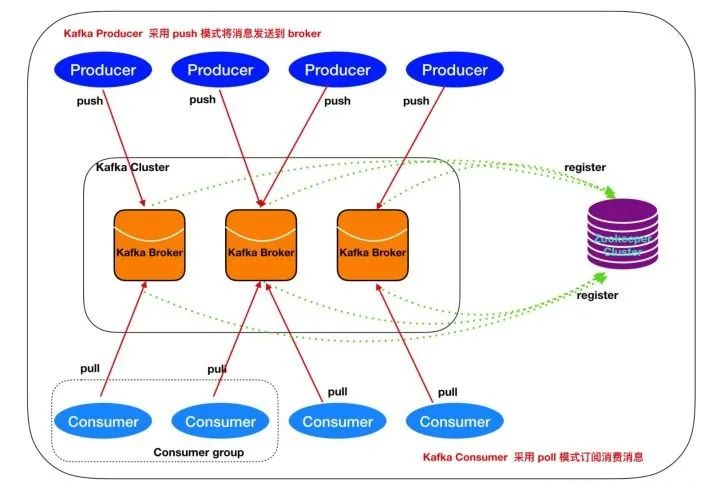 Kafka Producer 采用 push 模式将消息发送到 broker
Producer
Producer
Producer
Producer
push
push
push
push
Kafka Cluster
register
Kafka Broker
Kafka Broker
Kafka Broker
Zookeeper
Cluster
register
pull
pull
pull
pull
Consumer
Consumer
Consumer
Consumer
Consumer group
Kafka Consumer 采用 poll 模式订阅消费消息